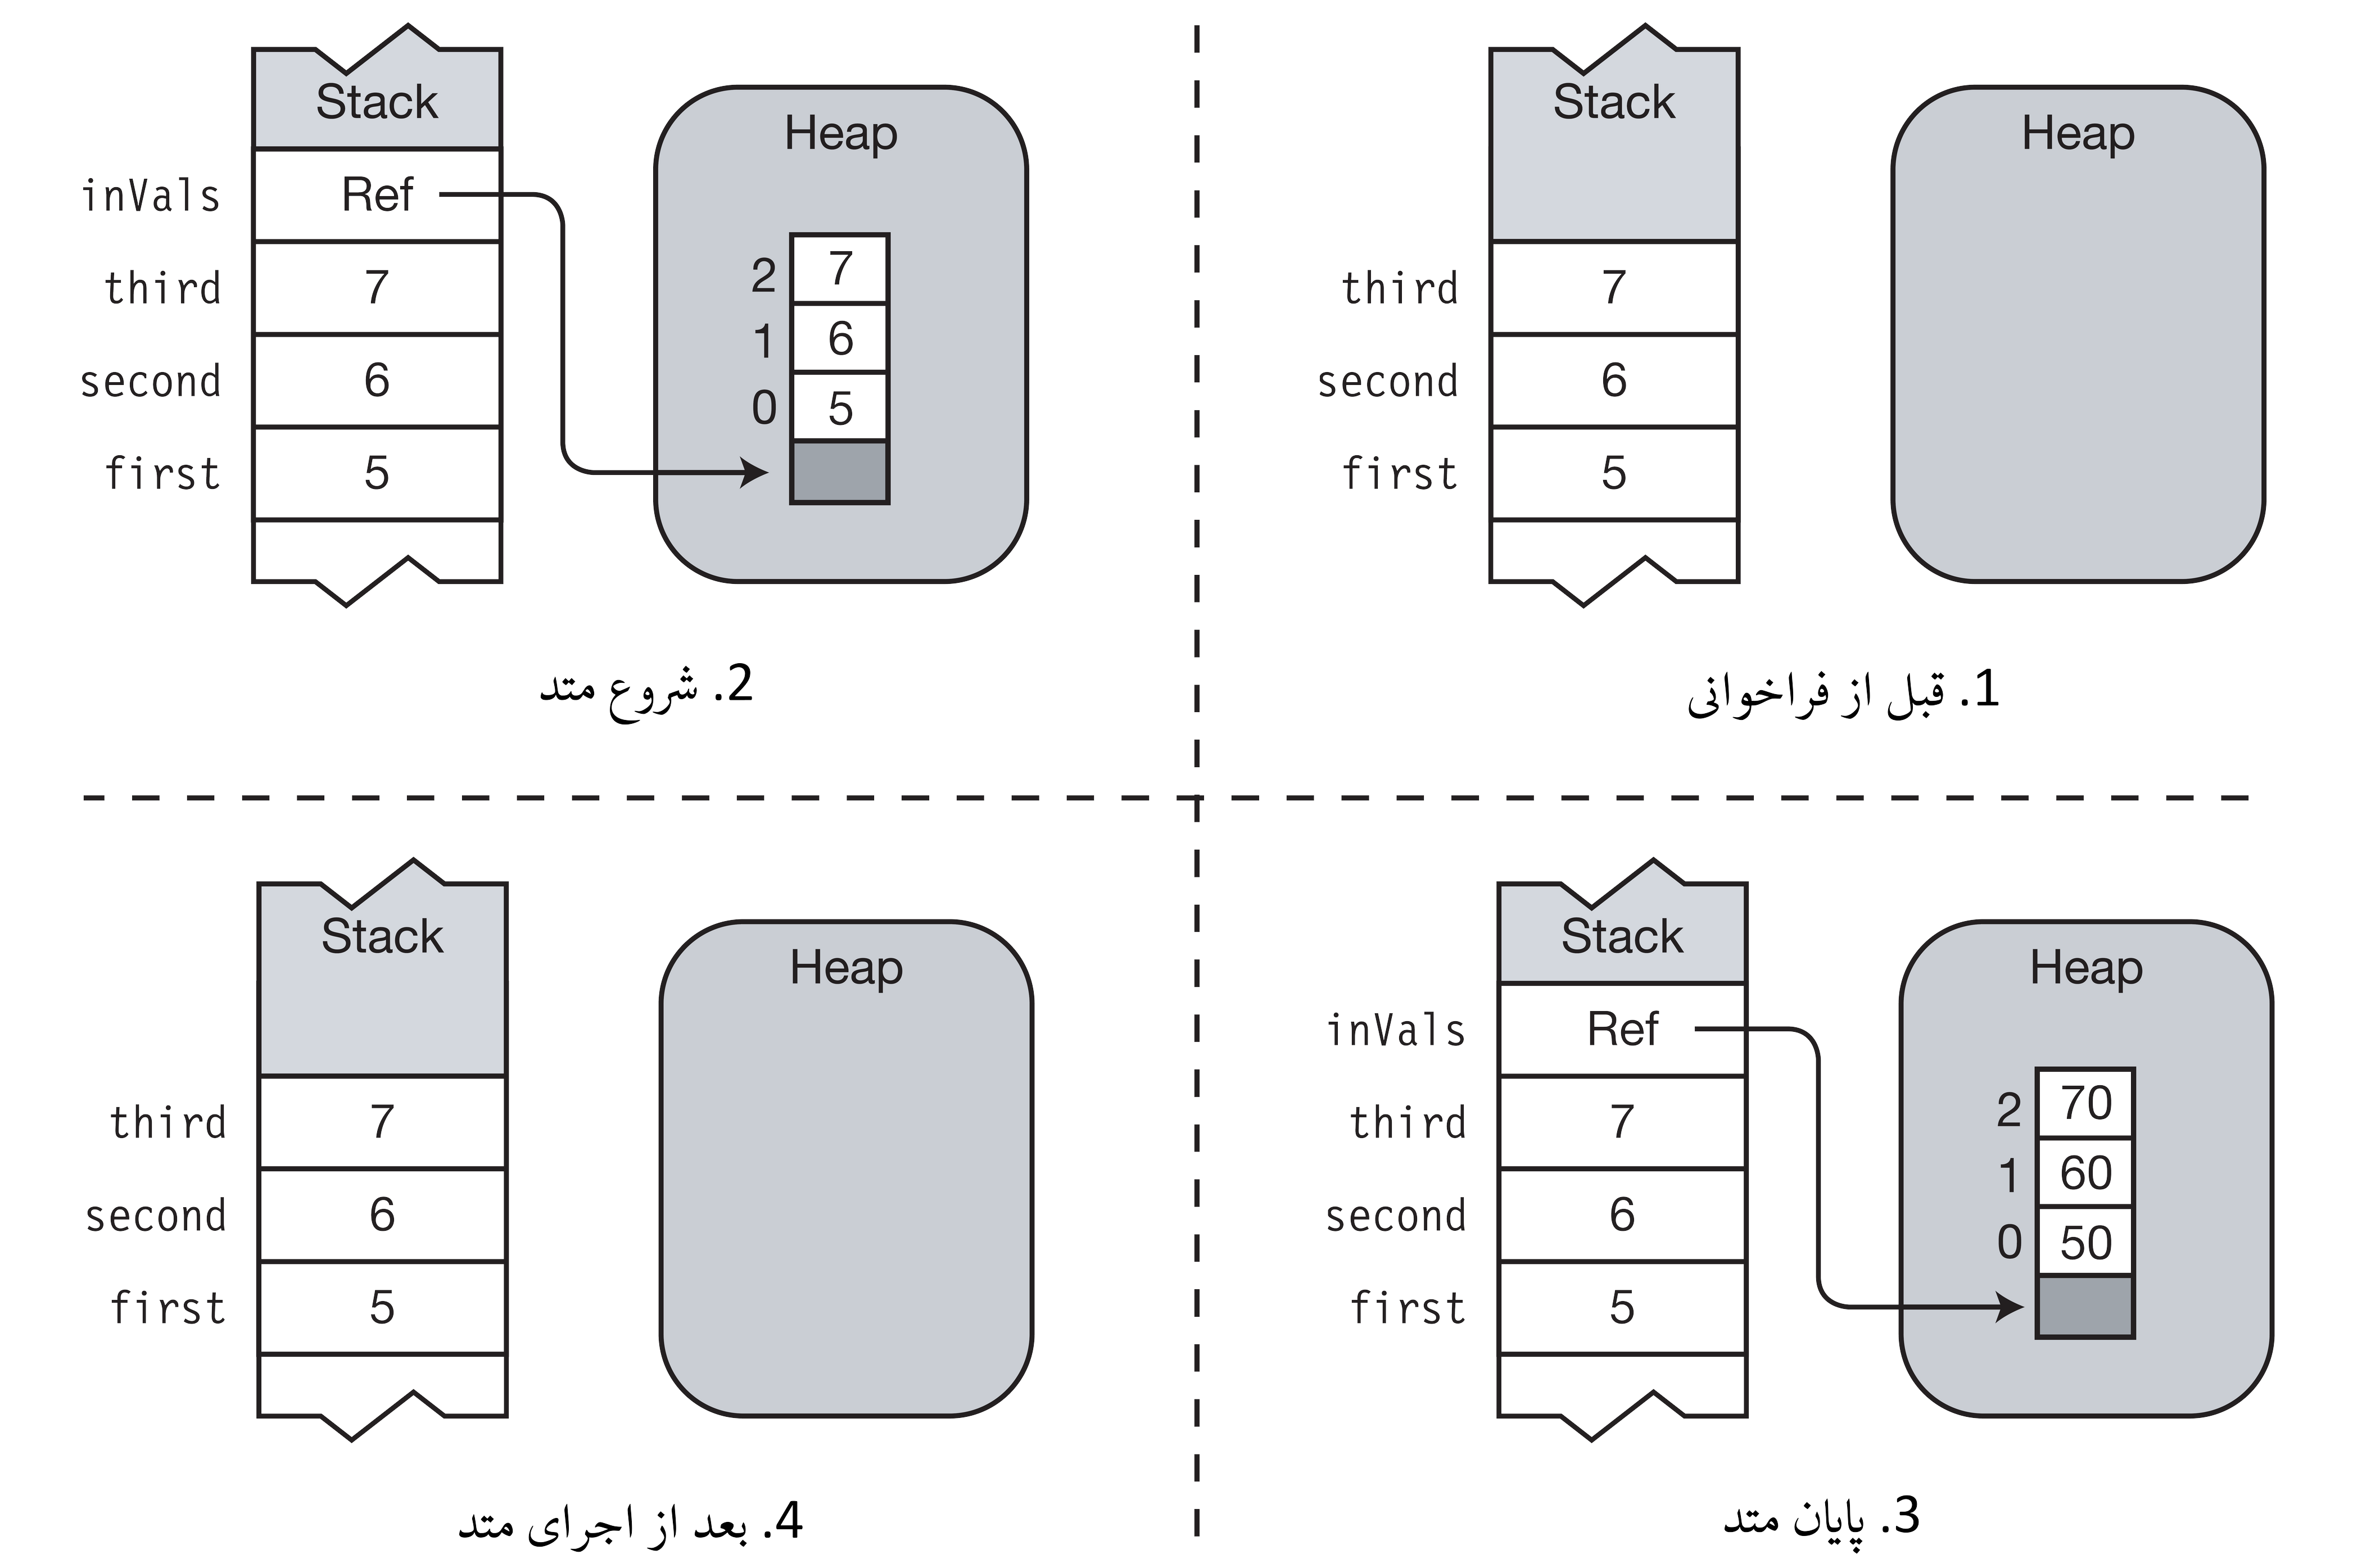 Stack
Heap
third 7
second 6
first 5
1. قبل از فراخوانی
Stack
Heap
inVals Ref
third 7
second 6
first 5
2 7
1 6
0 5
2. شروع متد
Stack
Heap
inVals Ref
third 7
second 6
first 5
2 70
1 60
0 50
3. پایان متد
Stack
Heap
third 7
second 6
first 5
4. بعد از اجرای متد